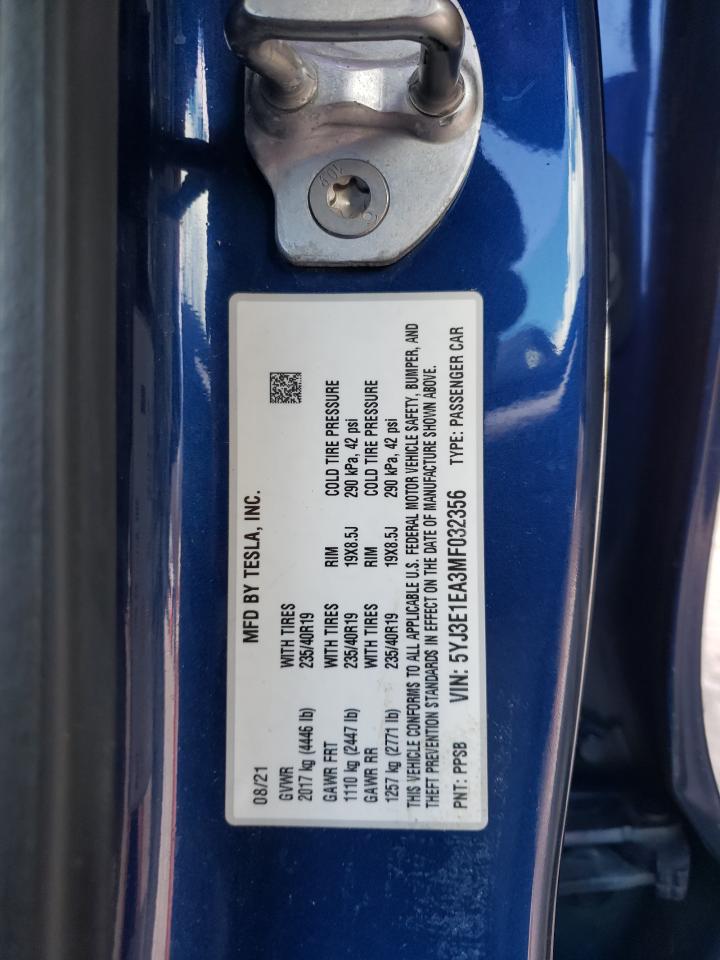 08/21 MFD BY TESLA, INC.
GVWR WITH TIRES
2017 kg (4446 lb) 235/40R19
GAWR FRT WITH TIRES RIM COLD TIRE PRESSURE
1110 kg (2447 lb) 235/40R19 19X8.5J 290 kPa, 42 psi
GAWR RR WITH TIRES RIM COLD TIRE PRESSURE
1257 kg (2771 lb) 235/40R19 19X8.5J 290 kPa, 42 psi
THIS VEHICLE CONFORMS TO ALL APPLICABLE U.S. FEDERAL MOTOR VEHICLE SAFETY, BUMPER, AND
THEFT PREVENTION STANDARDS IN EFFECT ON THE DATE OF MANUFACTURE SHOWN ABOVE.
PNT: PPSB VIN: 5YJ3E1EA3MF032356 TYPE: PASSENGER CAR